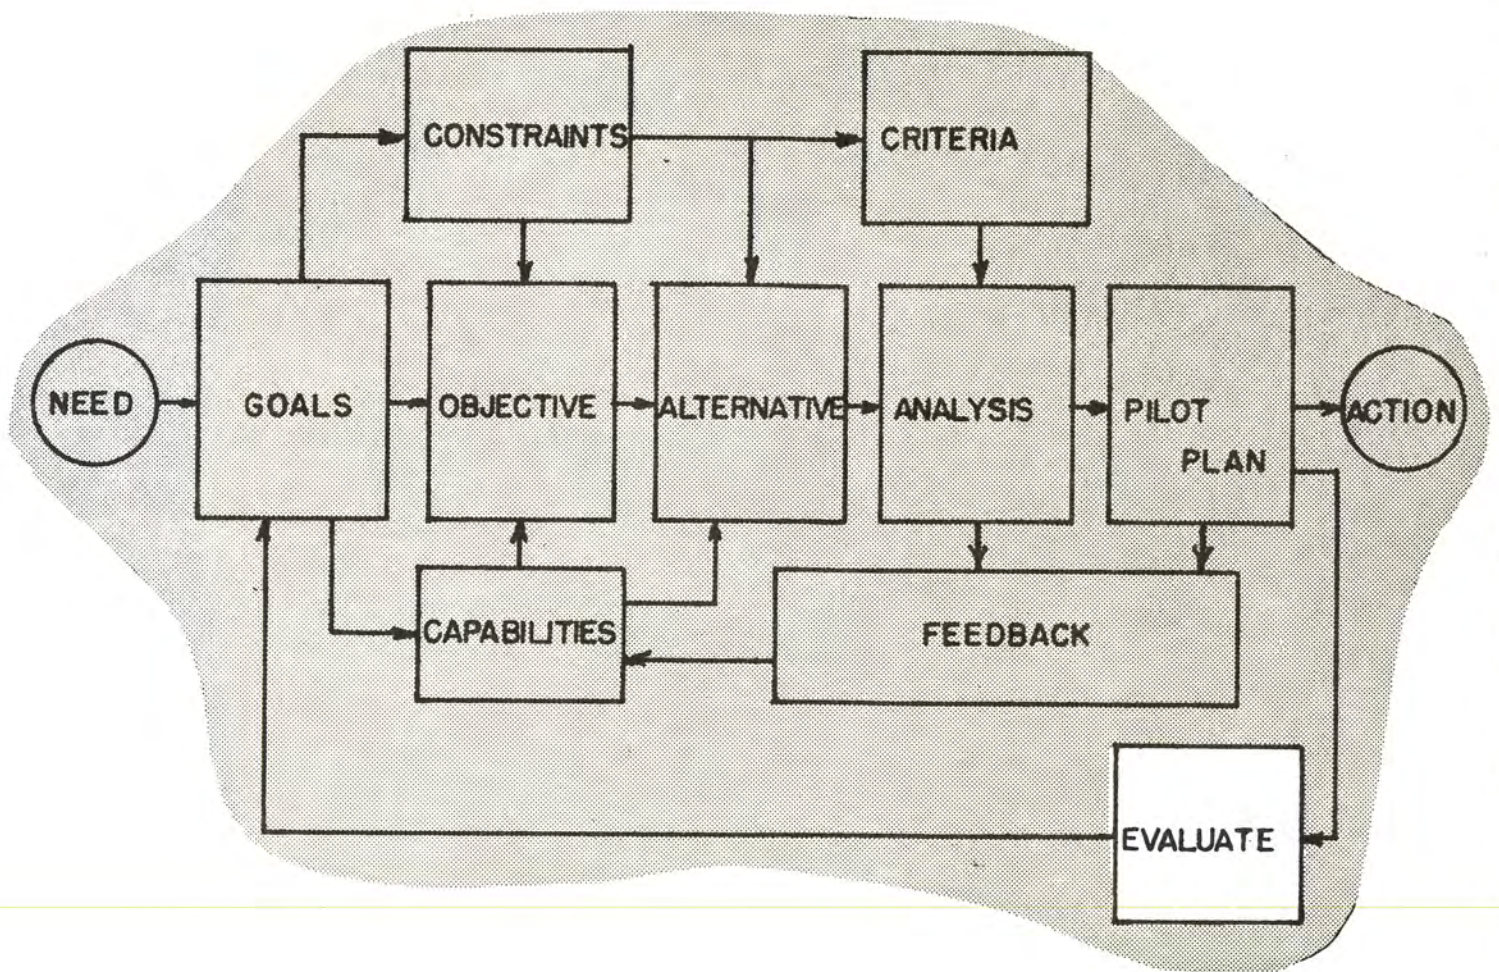 CONSTRAINTS
CRITERIA
NEED
GOALS
OBJECTIVE
ALTERNATIVE
ANALYSIS
PILOT
PLAN
ACTION
CAPABILITIES
FEEDBACK
EVALUATE